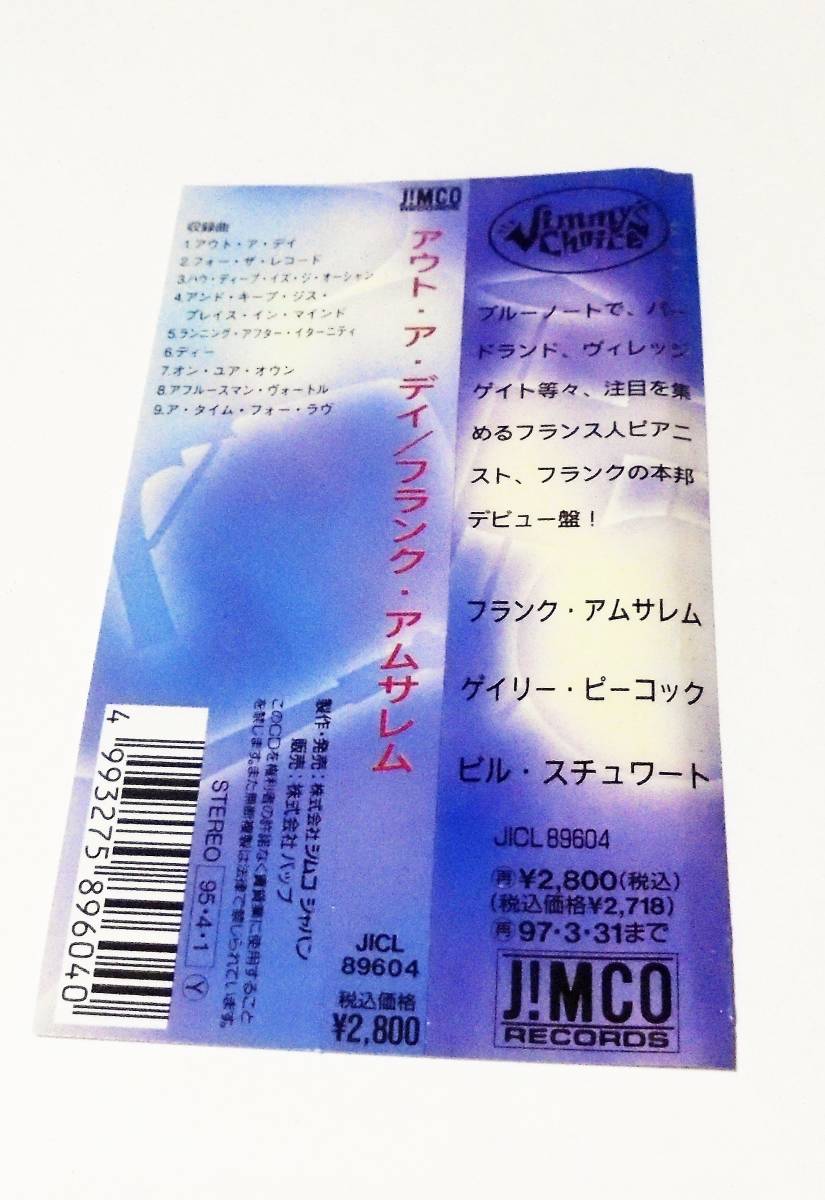 収録曲
1.アウト・ア・デイ
2.フォー・ザ・レコード
3.ハウ・ディープ・イズ・ジ・オーシャン
4.アンド・キープ・ジス・
プレイス・イン・マインド
5.ランニング・アフター・イターニティ
6.ディー
7.オン・ユア・オウン
8.アフルースマン・ヴォートル
9.ア・タイム・フォー・ラヴ
4 993275 896040
STEREO 95・4・1 Y
このCDを権利者の許諾なく賃貸業に使用すること
を禁じます。また無断複製は法律で禁じられています。
製作・発売：株式会社 ジムコ ジャパン
販売：株式会社 バップ
J!MCO
RECORDS
アウト・ア・デイ／フランク・アムサレム
JICL
89604
税込価格
¥2,800
Jimmy's
Choice
ブルーノートで、バー
ドランド、ヴィレッジ
ゲイト等々、注目を集
めるフランス人ピアニ
スト、フランクの本邦
デビュー盤！
フランク・アムサレム
ゲイリー・ピーコック
ビル・スチュワート
JICL 89604
再 ¥2,800(税込)
(税込価格¥2,718)
再 97・3・31まで
J!MCO
RECORDS